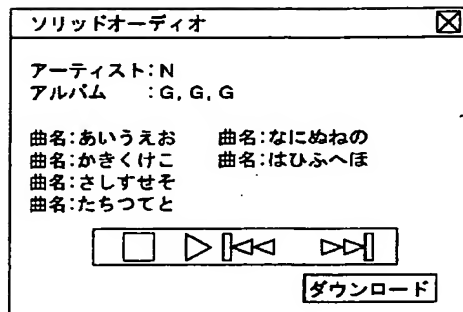 ソリッドオーディオ
アーティスト:N
アルバム　:G, G, G
曲名:あいうえお　曲名:なにぬねの
曲名:かきくけこ　曲名:はひふへほ
曲名:さしすせそ
曲名:たちつてと
ダウンロード